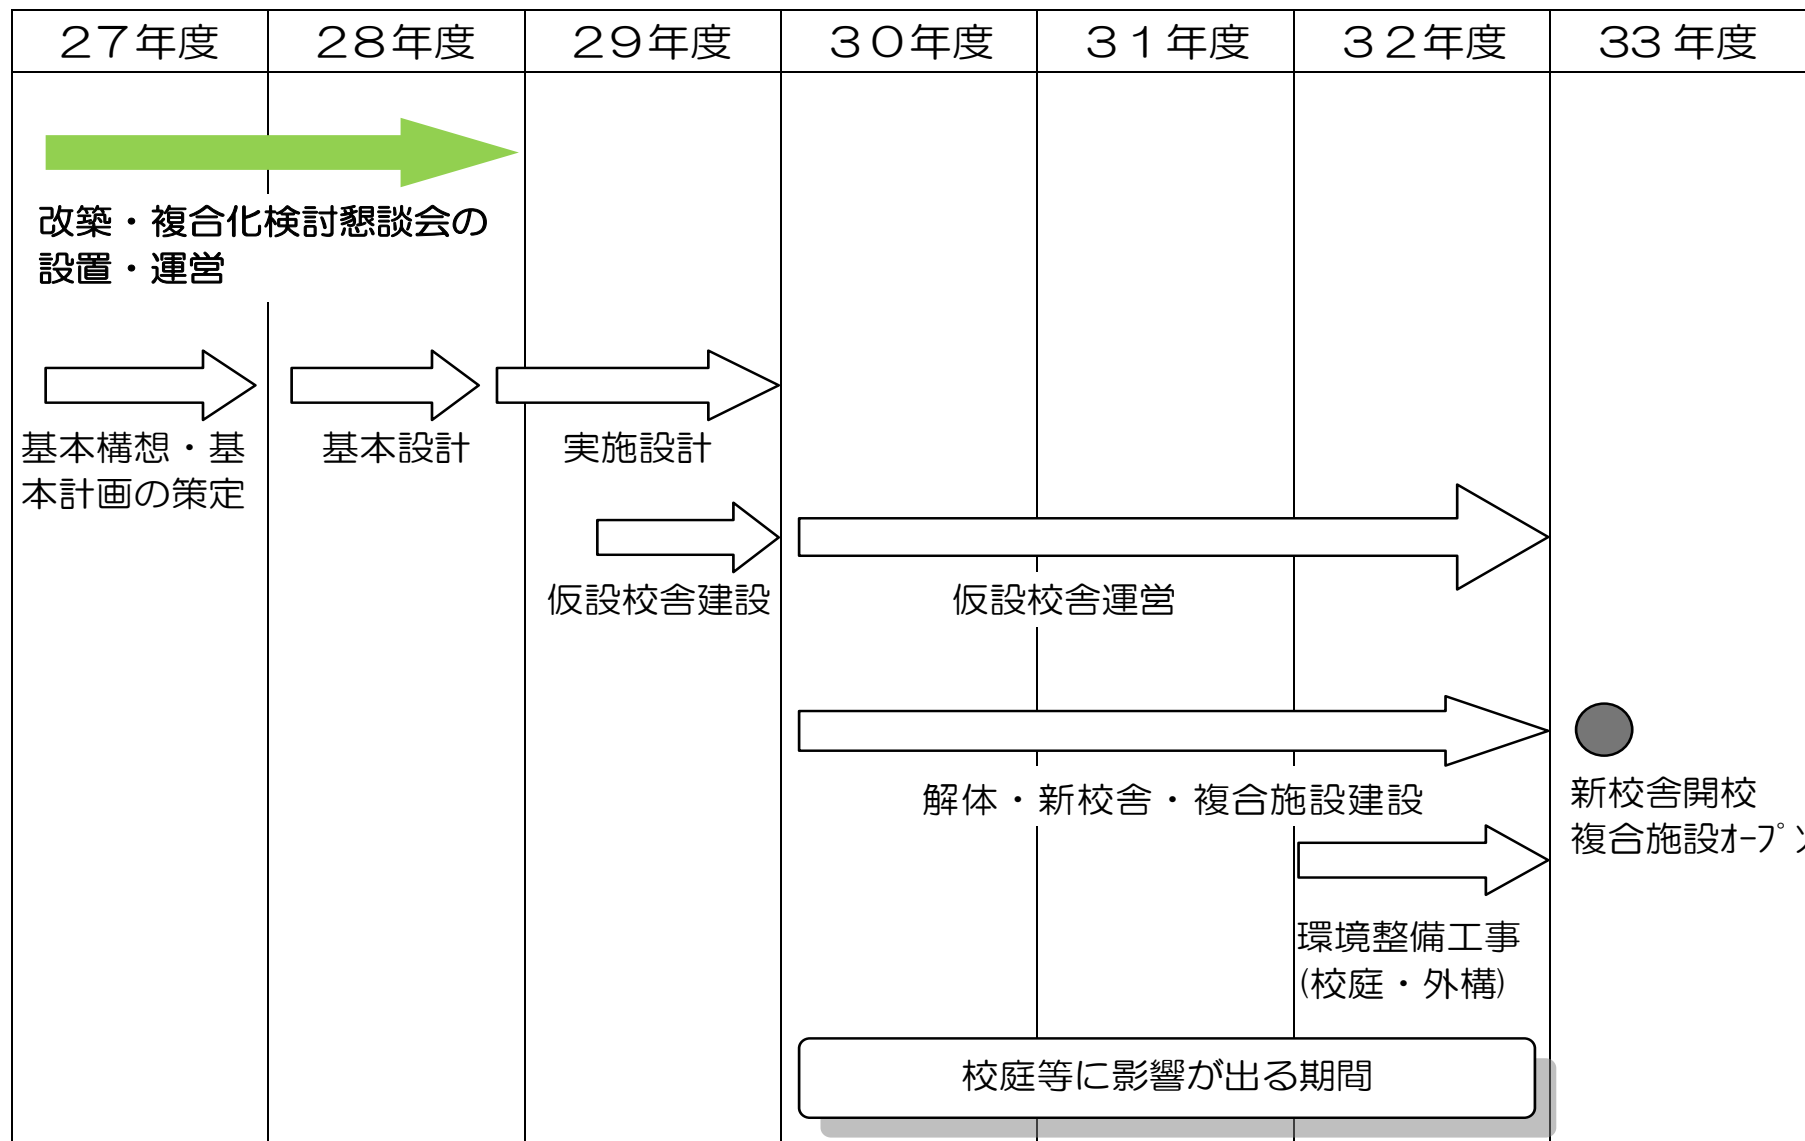 27年度 28年度 29年度 30年度 31年度 32年度 33年度
改築・複合化検討懇談会の
設置・運営
基本構想・基
本計画の策定
基本設計
実施設計
仮設校舎建設
仮設校舎運営
解体・新校舎・複合施設建設
新校舎開校
複合施設ｵｰﾌﾟﾝ
環境整備工事
(校庭・外構)
校庭等に影響が出る期間